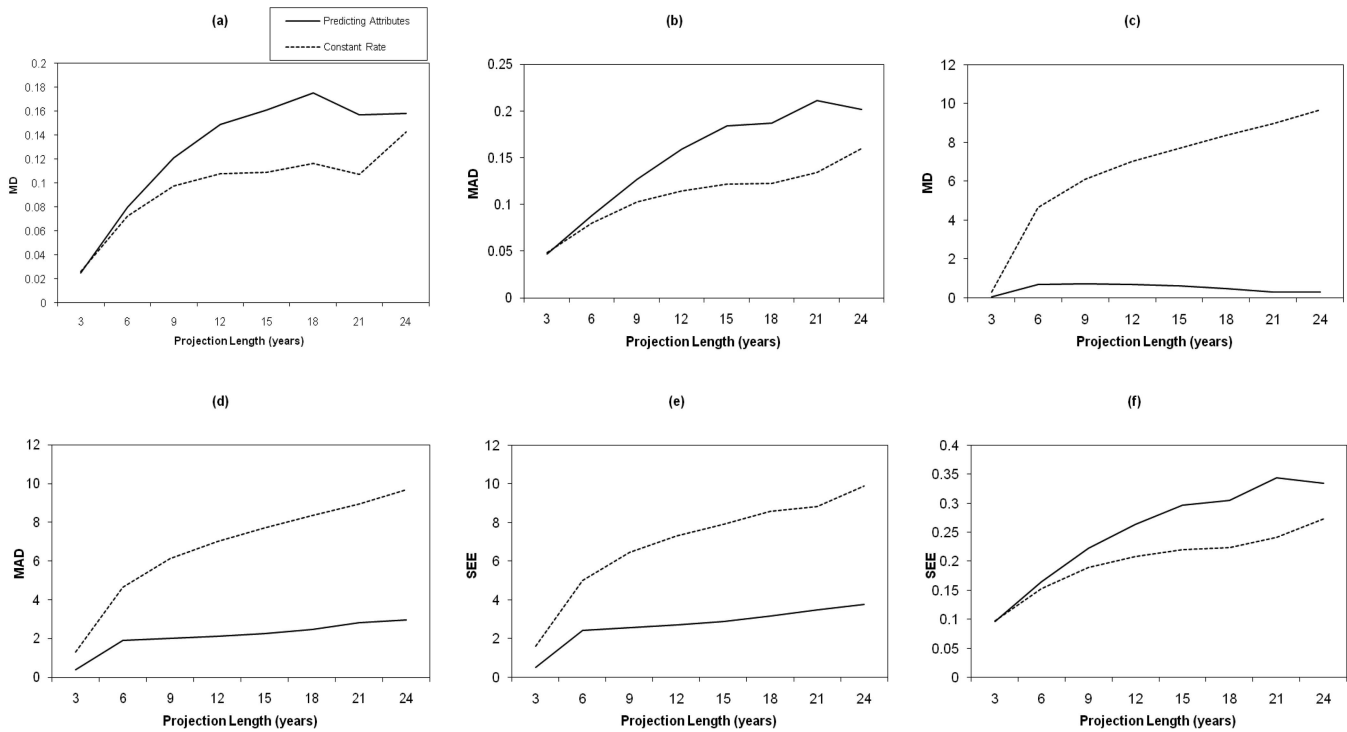 (a)
Predicting Attributes
Constant Rate
0.2
0.18
0.16
0.14
0.12
0.1
0.08
0.06
0.04
0.02
0
MD
3 6 9 12 15 18 21 24
Projection Length (years)
(b)
0.25
0.2
0.15
0.1
0.05
0
MAD
3 6 9 12 15 18 21 24
Projection Length (years)
(c)
12
10
8
6
4
2
0
MD
3 6 9 12 15 18 21 24
Projection Length (years)
(d)
12
10
8
6
4
2
0
MAD
3 6 9 12 15 18 21 24
Projection Length (years)
(e)
12
10
8
6
4
2
0
SEE
3 6 9 12 15 18 21 24
Projection Length (years)
(f)
0.4
0.35
0.3
0.25
0.2
0.15
0.1
0.05
0
SEE
3 6 9 12 15 18 21 24
Projection Length (years)